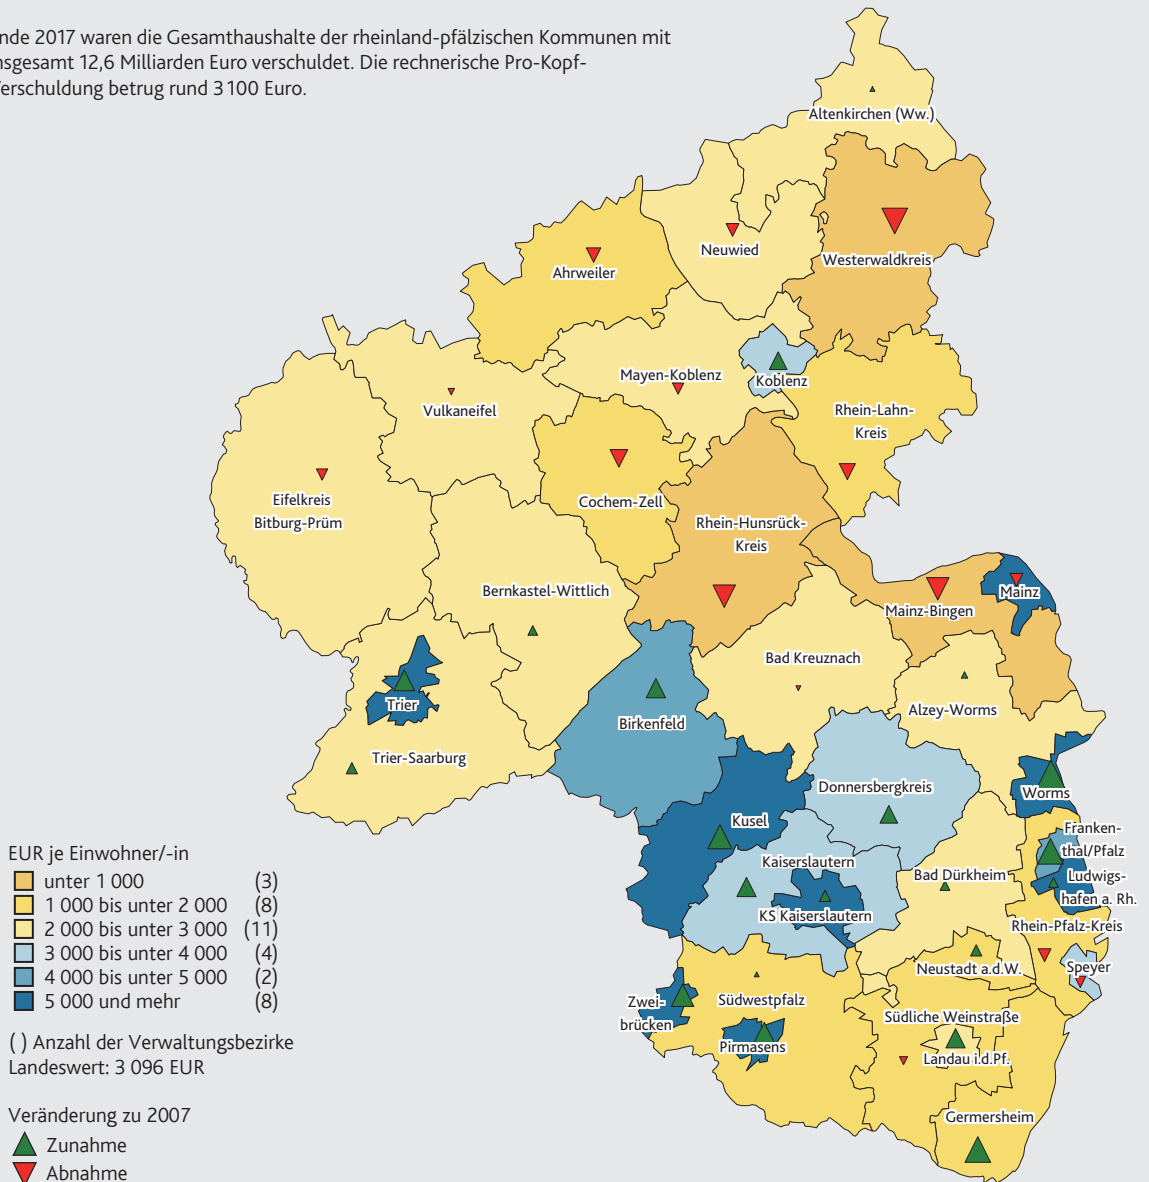 nde 2017 waren die Gesamthaushalte der rheinland-pfälzischen Kommunen mit
nsgesamt 12,6 Milliarden Euro verschuldet. Die rechnerische Pro-Kopf-
erschuldung betrug rund 3 100 Euro.
Altenkirchen (Ww.)
Neuwied
Westerwaldkreis
Ahrweiler
Mayen-Koblenz
Koblenz
Vulkaneifel
Rhein-Lahn-
Kreis
Eifelkreis
Bitburg-Prüm
Cochem-Zell
Rhein-Hunsrück-
Kreis
Bernkastel-Wittlich
Mainz
Mainz-Bingen
Bad Kreuznach
Trier
Birkenfeld
Alzey-Worms
Trier-Saarburg
Donnersbergkreis
Worms
Kusel
Franken-
thal/Pfalz
Kaiserslautern
Bad Dürkheim
Ludwigs-
hafen a. Rh.
KS Kaiserslautern
Rhein-Pfalz-Kreis
Neustadt a.d.W.
Speyer
Zwei-
brücken
Südwestpfalz
Südliche Weinstraße
Pirmasens
Landau i.d.Pf.
Germersheim
EUR je Einwohner/-in
unter 1 000 (3)
1 000 bis unter 2 000 (8)
2 000 bis unter 3 000 (11)
3 000 bis unter 4 000 (4)
4 000 bis unter 5 000 (2)
5 000 und mehr (8)
( ) Anzahl der Verwaltungsbezirke
Landeswert: 3 096 EUR
Veränderung zu 2007
Zunahme
Abnahme